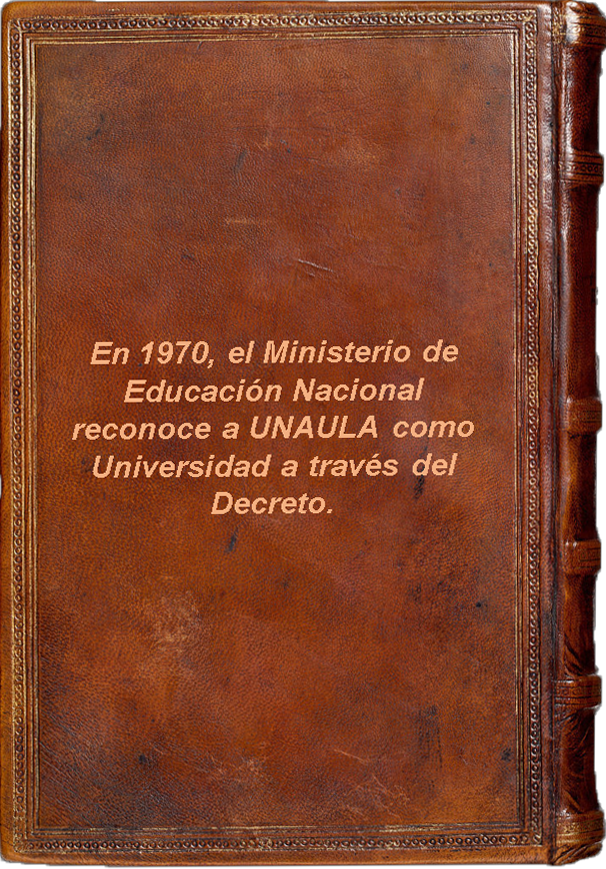 En 1970, el Ministerio de
Educación Nacional
reconoce a UNAULA como
Universidad a través del
Decreto.